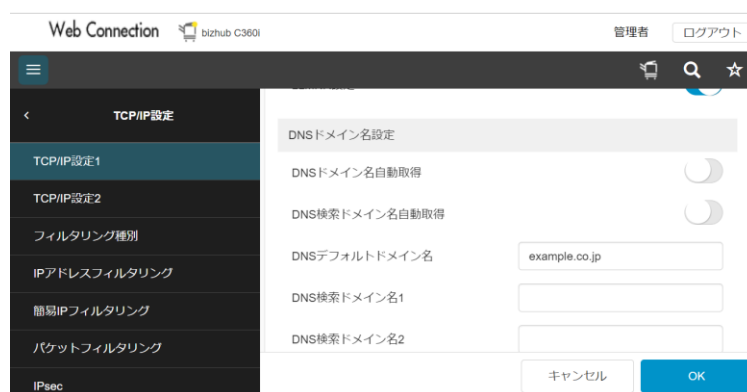 Web Connection bizhub C360i 管理者 ログアウト
< TCP/IP設定
TCP/IP設定1
TCP/IP設定2
フィルタリング種別
IPアドレスフィルタリング
簡易IPフィルタリング
パケットフィルタリング
IPsec
DNSドメイン名設定
DNSドメイン名自動取得
DNS検索ドメイン名自動取得
DNSデフォルトドメイン名 example.co.jp
DNS検索ドメイン名1
DNS検索ドメイン名2
キャンセル OK